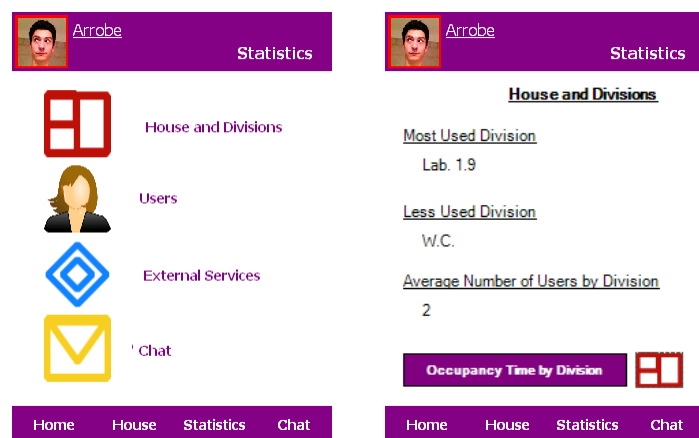 Arrobe
Statistics
House and Divisions
Users
External Services
' Chat
Home House Statistics Chat
Arrobe
Statistics
House and Divisions
Most Used Division
Lab. 1.9
Less Used Division
W.C.
Average Number of Users by Division
2
Occupancy Time by Division
Home House Statistics Chat